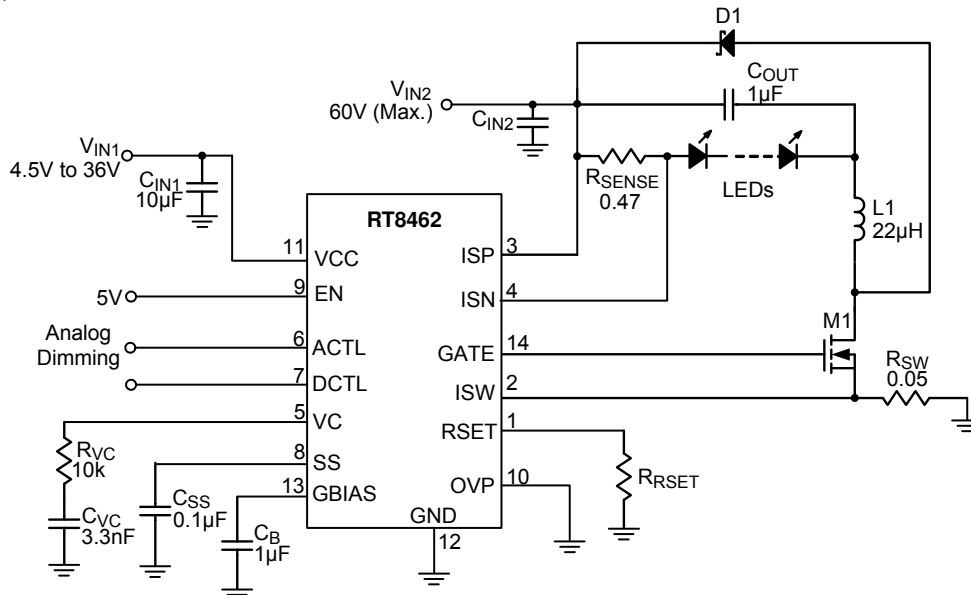 D1
COUT
1µF
VIN2
60V (Max.)
CIN2
VIN1
4.5V to 36V
CIN1
10µF
RSENSE
0.47
LEDs
L1
22µH
RT8462
11
VCC
ISP
3
9
EN
5V
ISN
4
M1
Analog
Dimming
6
ACTL
GATE
14
RSW
0.05
7
DCTL
ISW
2
5
VC
RSET
1
RVC
10k
8
SS
RRSET
13
GBIAS
OVP
10
CSS
0.1µF
CVC
3.3nF
CB
1µF
GND
12